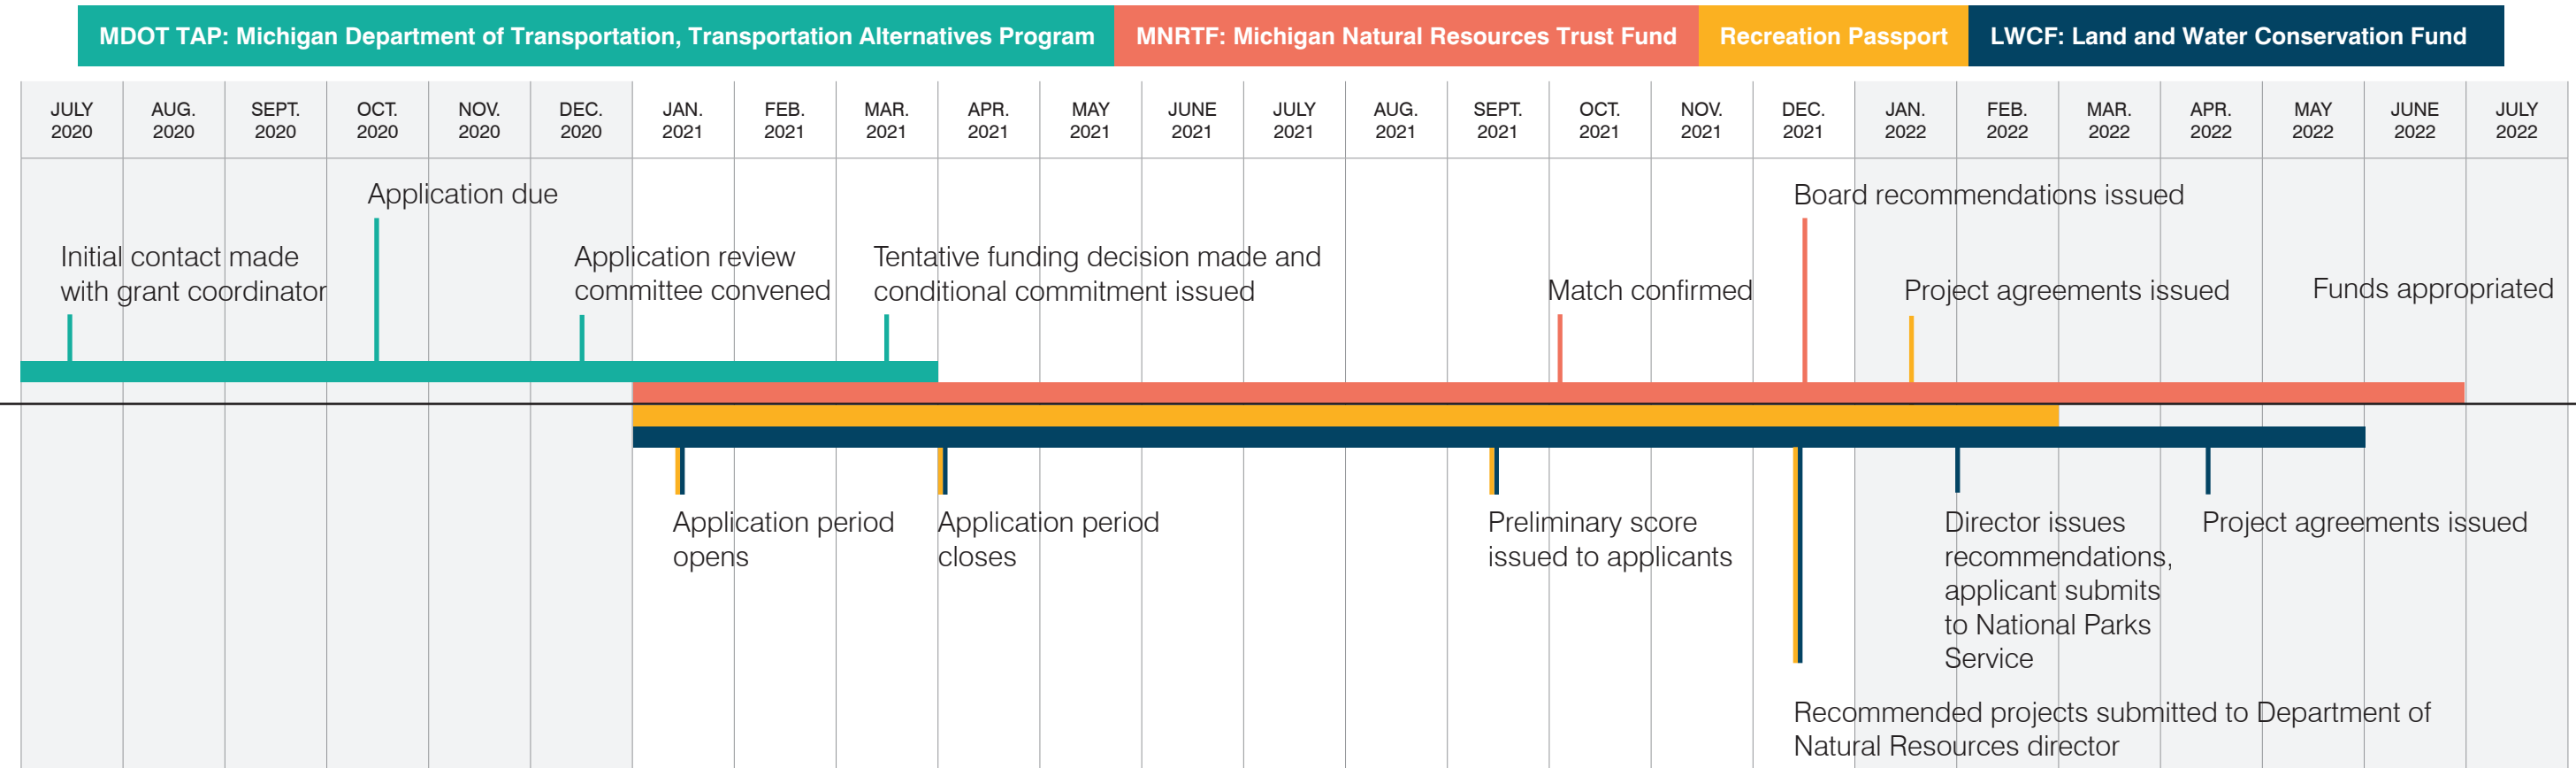 MDOT TAP: Michigan Department of Transportation, Transportation Alternatives Program
MNRTF: Michigan Natural Resources Trust Fund
Recreation Passport
LWCF: Land and Water Conservation Fund
JULY
2020
AUG.
2020
SEPT.
2020
OCT.
2020
NOV.
2020
DEC.
2020
JAN.
2021
FEB.
2021
MAR.
2021
APR.
2021
MAY
2021
JUNE
2021
JULY
2021
AUG.
2021
SEPT.
2021
OCT.
2021
NOV.
2021
DEC.
2021
JAN.
2022
FEB.
2022
MAR.
2022
APR.
2022
MAY
2022
JUNE
2022
JULY
2022
Initial contact made
with grant coordinator
Application due
Application review
committee convened
Tentative funding decision made and
conditional commitment issued
Match confirmed
Board recommendations issued
Project agreements issued
Funds appropriated
Application period
opens
Application period
closes
Preliminary score
issued to applicants
Director issues
recommendations,
applicant submits
to National Parks
Service
Project agreements issued
Recommended projects submitted to Department of
Natural Resources director